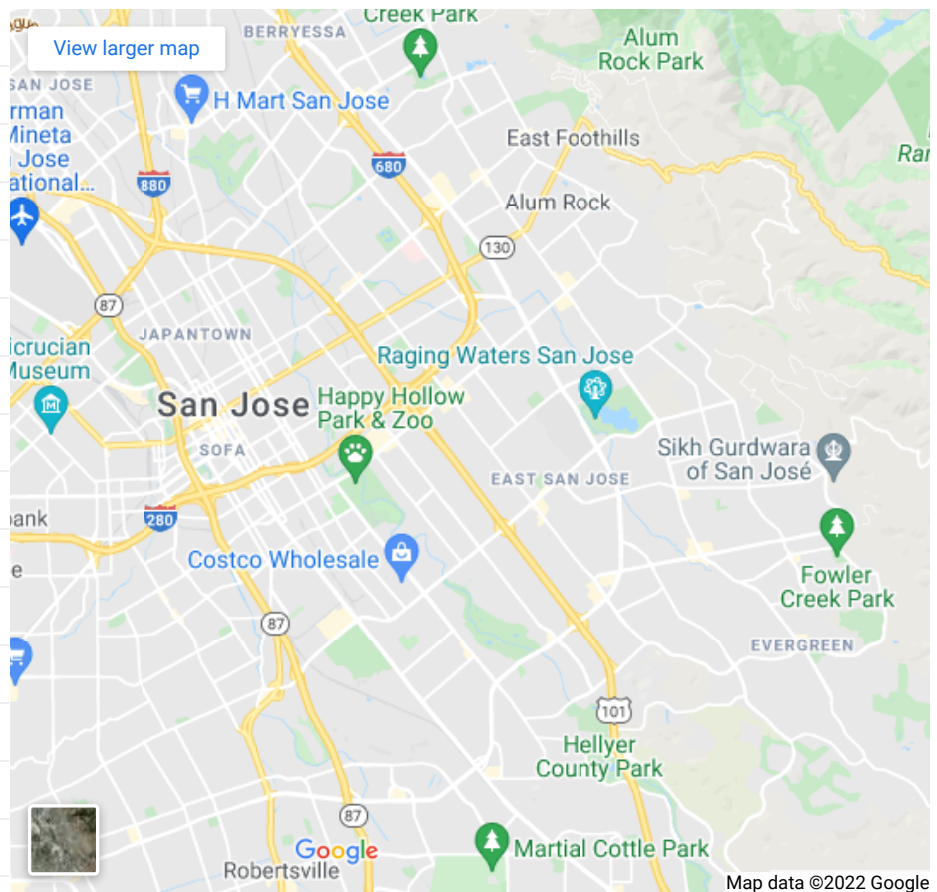 Creek Park
BERRYESSA
Alum
Rock Park
View larger map
SAN JOSE
H Mart San Jose
rman
Mineta
Jose
ational...
East Foothills
Ran
680
880
Alum Rock
130
87
JAPANTOWN
icrucian
Museum
Raging Waters San Jose
San Jose
Happy Hollow
Park & Zoo
SOFA
Sikh Gurdwara
of San José
EAST SAN JOSE
280
bank
Costco Wholesale
e
Fowler
Creek Park
87
EVERGREEN
101
Hellyer
County Park
87
Google
Martial Cottle Park
Robertsville
Map data ©2022 Google